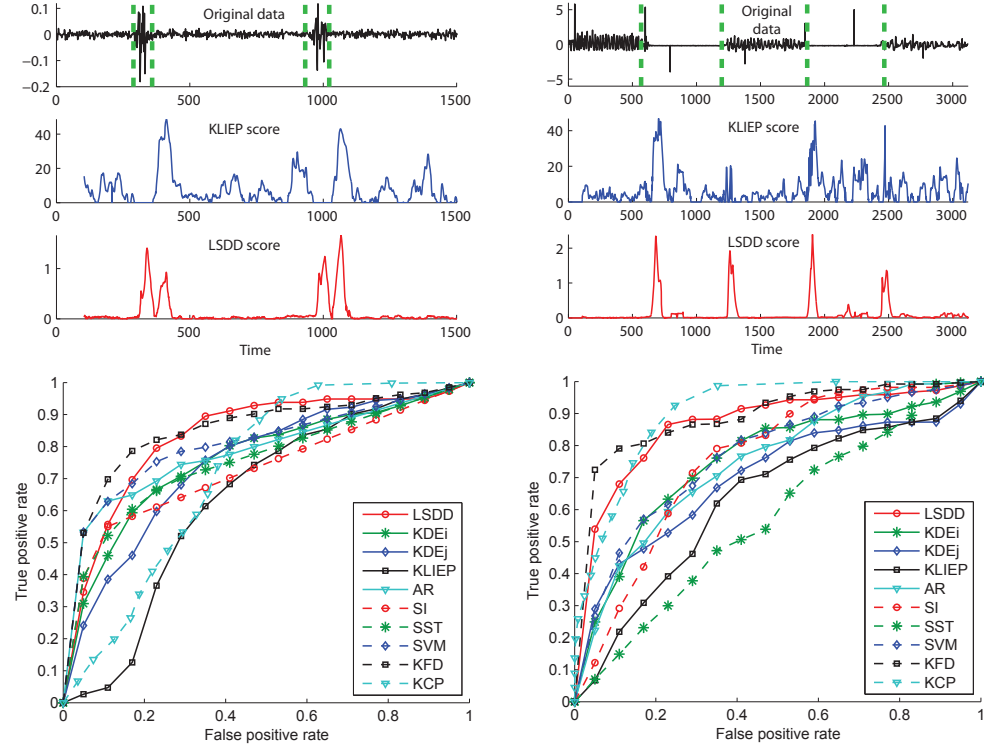 Original data
0.1
0
−0.1
−0.2
0
500
1000
1500
KLIEP score
40
20
0
0
500
1000
1500
LSDD score
1
0
0
500
1000
1500
Time
Original
data
5
0
−5
0
500
1000
1500
2000
2500
3000
KLIEP score
40
20
0
0
500
1000
1500
2000
2500
3000
LSDD score
2
1
0
0
500
1000
1500
2000
2500
3000
Time
1
0.9
0.8
0.7
0.6
0.5
0.4
0.3
0.2
0.1
0
True positive rate
0
0.2
0.4
0.6
0.8
1
False positive rate
LSDD
KDEi
KDEj
KLIEP
AR
SI
SST
SVM
KFD
KCP
1
0.9
0.8
0.7
0.6
0.5
0.4
0.3
0.2
0.1
0
True positive rate
0
0.2
0.4
0.6
0.8
1
False positive rate
LSDD
KDEi
KDEj
KLIEP
AR
SI
SST
SVM
KFD
KCP